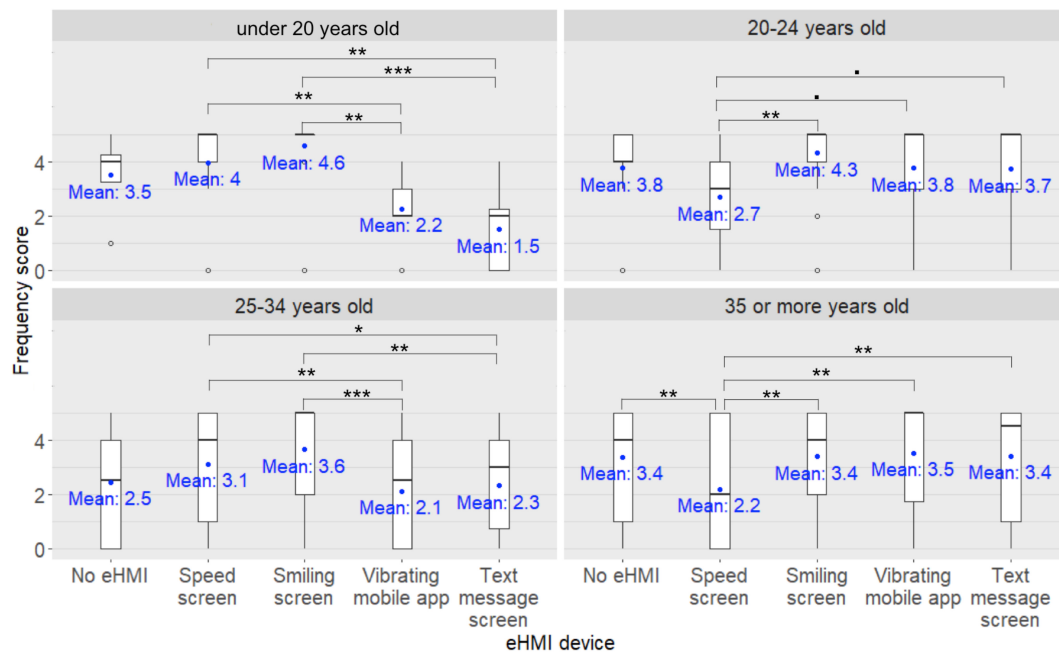 under 20 years old
20-24 years old
**
***
**
**
.
.
**
4
2
0
Mean: 3.5
Mean: 4
Mean: 4.6
Mean: 2.2
Mean: 1.5
Mean: 3.8
Mean: 2.7
Mean: 4.3
Mean: 3.8
Mean: 3.7
Frequency score
25-34 years old
35 or more years old
*
**
**
***
**
**
**
**
4
2
0
Mean: 2.5
Mean: 3.1
Mean: 3.6
Mean: 2.1
Mean: 2.3
Mean: 3.4
Mean: 2.2
Mean: 3.4
Mean: 3.5
Mean: 3.4
No eHMI
Speed
screen
Smiling
screen
Vibrating
mobile app
Text
message
screen
No eHMI
Speed
screen
Smiling
screen
Vibrating
mobile app
Text
message
screen
eHMI device